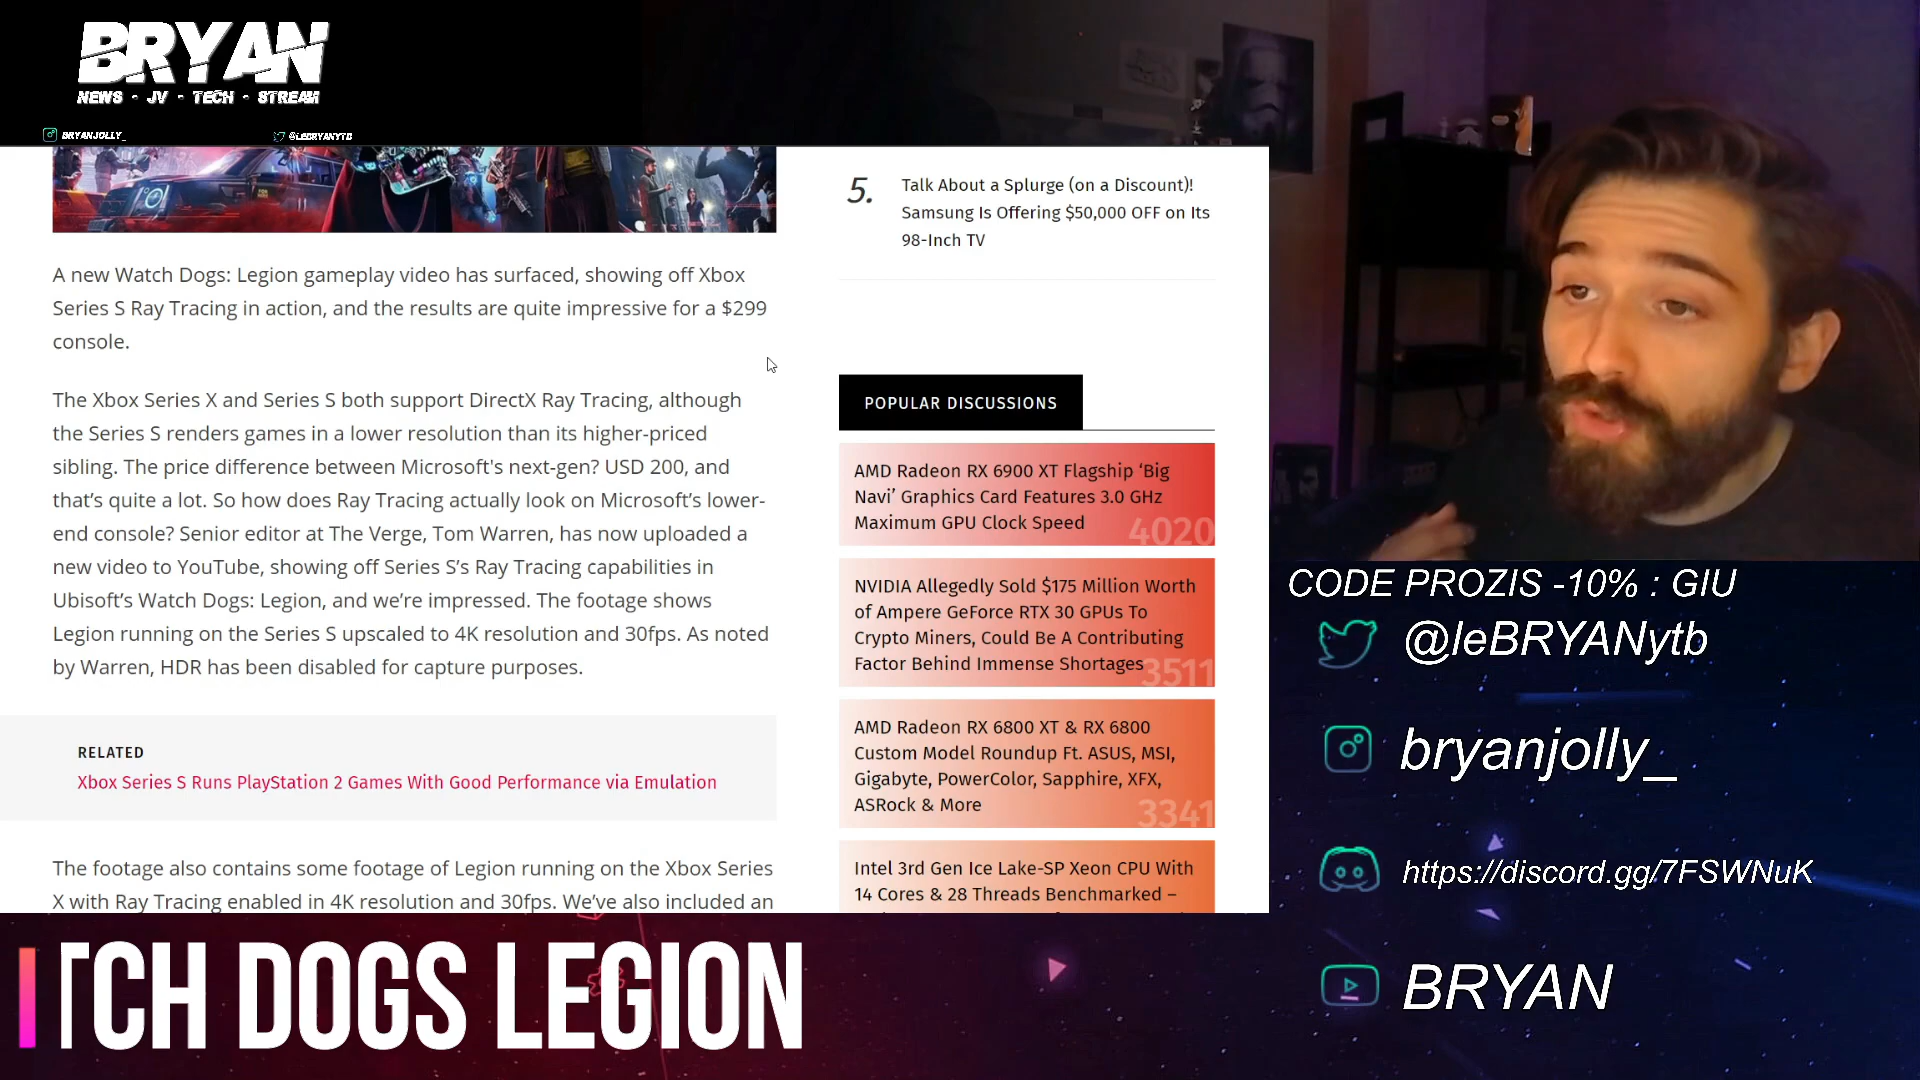 BRYAN
NEWS - JV - TECH - STREAM
BRYANJOLLY_
@LEBRYANYTB
A new Watch Dogs: Legion gameplay video has surfaced, showing off Xbox
Series S Ray Tracing in action, and the results are quite impressive for a $299
console.
The Xbox Series X and Series S both support DirectX Ray Tracing, although
the Series S renders games in a lower resolution than its higher-priced
sibling. The price difference between Microsoft's next-gen? USD 200, and
that’s quite a lot. So how does Ray Tracing actually look on Microsoft’s lower-
end console? Senior editor at The Verge, Tom Warren, has now uploaded a
new video to YouTube, showing off Series S’s Ray Tracing capabilities in
Ubisoft’s Watch Dogs: Legion, and we’re impressed. The footage shows
Legion running on the Series S upscaled to 4K resolution and 30fps. As noted
by Warren, HDR has been disabled for capture purposes.
RELATED
Xbox Series S Runs PlayStation 2 Games With Good Performance via Emulation
The footage also contains some footage of Legion running on the Xbox Series
X with Ray Tracing enabled in 4K resolution and 30fps. We’ve also included an
5.
Talk About a Splurge (on a Discount)!
Samsung Is Offering $50,000 OFF on Its
98-Inch TV
POPULAR DISCUSSIONS
AMD Radeon RX 6900 XT Flagship ‘Big
Navi’ Graphics Card Features 3.0 GHz
Maximum GPU Clock Speed
4020
NVIDIA Allegedly Sold $175 Million Worth
of Ampere GeForce RTX 30 GPUs To
Crypto Miners, Could Be A Contributing
Factor Behind Immense Shortages
3511
AMD Radeon RX 6800 XT & RX 6800
Custom Model Roundup Ft. ASUS, MSI,
Gigabyte, PowerColor, Sapphire, XFX,
ASRock & More
3341
Intel 3rd Gen Ice Lake-SP Xeon CPU With
14 Cores & 28 Threads Benchmarked –
CODE PROZIS -10% : GIU
@leBRYANytb
bryanjolly_
https://discord.gg/7FSWNuK
BRYAN
TCH DOGS LEGION